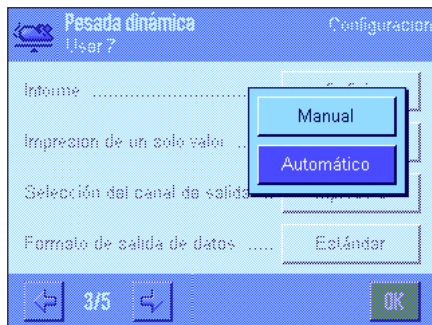 Pesada dinámica
Configuracion
User 7
Informe ...........................
Manual
Impresion de un solo valor ..
Automático
Selección del canal de salida ..
Formato de salida de datos ..... Estándar
3/5
OK